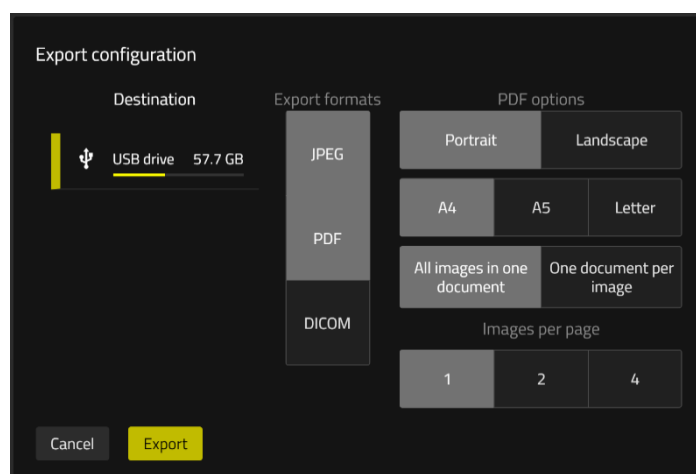 Export configuration
Destination
USB drive 57.7 GB
Export formats
JPEG
PDF
DICOM
PDF options
Portrait
Landscape
A4
A5
Letter
All images in one
document
One document per
image
Images per page
1
2
4
Cancel
Export